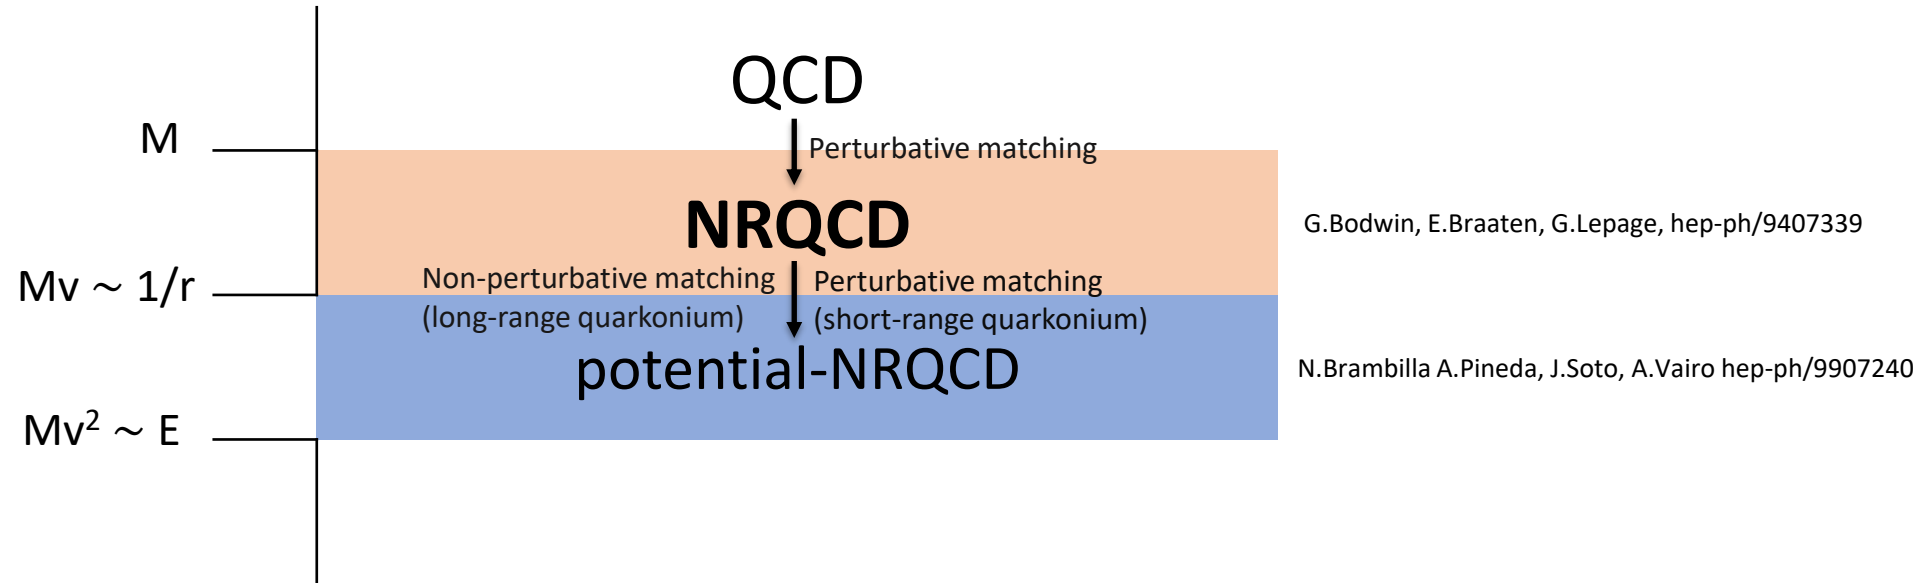 QCD
M
Perturbative matching
NRQCD
G.Bodwin, E.Braaten, G.Lepage, hep-ph/9407339
Mv ~ 1/r
Non-perturbative matching
(long-range quarkonium)
Perturbative matching
(short-range quarkonium)
potential-NRQCD
N.Brambilla A.Pineda, J.Soto, A.Vairo hep-ph/9907240
Mv² ~ E